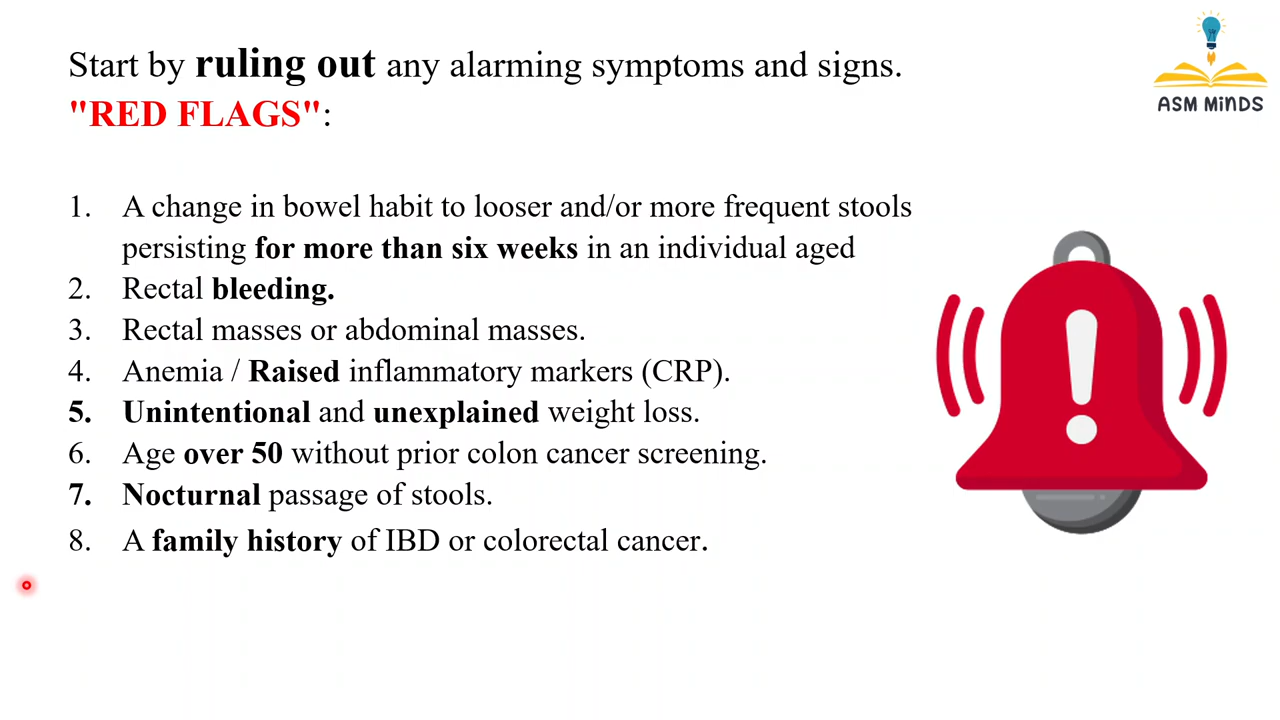 Start by ruling out any alarming symptoms and signs.
"RED FLAGS":
ASM MiNDS
1. A change in bowel habit to looser and/or more frequent stools
persisting for more than six weeks in an individual aged
2. Rectal bleeding.
3. Rectal masses or abdominal masses.
4. Anemia / Raised inflammatory markers (CRP).
5. Unintentional and unexplained weight loss.
6. Age over 50 without prior colon cancer screening.
7. Nocturnal passage of stools.
8. A family history of IBD or colorectal cancer.